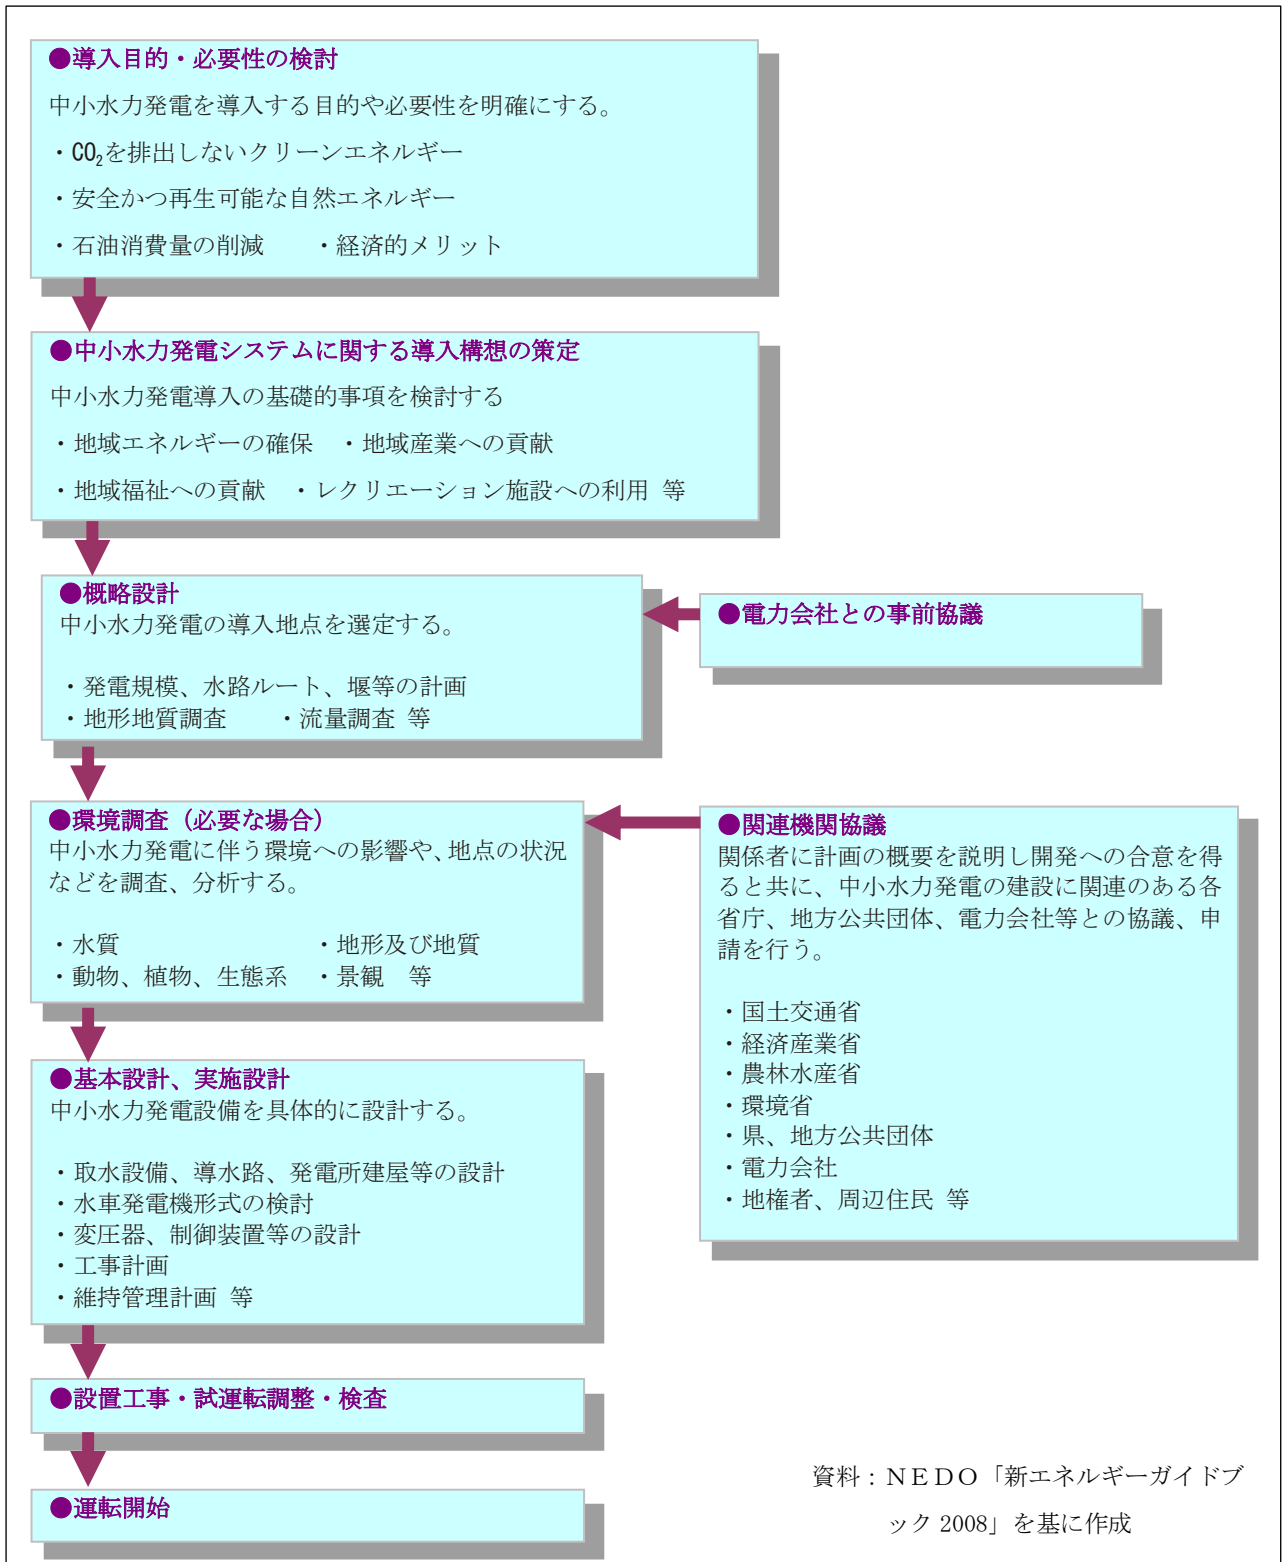 ●導入目的・必要性の検討
中小水力発電を導入する目的や必要性を明確にする。
・CO₂を排出しないクリーンエネルギー
・安全かつ再生可能な自然エネルギー
・石油消費量の削減　　・経済的メリット
●中小水力発電システムに関する導入構想の策定
中小水力発電導入の基礎的事項を検討する
・地域エネルギーの確保　・地域産業への貢献
・地域福祉への貢献　・レクリエーション施設への利用 等
●概略設計
中小水力発電の導入地点を選定する。
・発電規模、水路ルート、堰等の計画
・地形地質調査　　・流量調査 等
●電力会社との事前協議
●環境調査（必要な場合）
中小水力発電に伴う環境への影響や、地点の状況
などを調査、分析する。
・水質　　　　　　　　・地形及び地質
・動物、植物、生態系　・景観　等
●関連機関協議
関係者に計画の概要を説明し開発への合意を得
ると共に、中小水力発電の建設に関連のある各
省庁、地方公共団体、電力会社等との協議、申
請を行う。
・国土交通省
・経済産業省
・農林水産省
・環境省
・県、地方公共団体
・電力会社
・地権者、周辺住民 等
●基本設計、実施設計
中小水力発電設備を具体的に設計する。
・取水設備、導水路、発電所建屋等の設計
・水車発電機形式の検討
・変圧器、制御装置等の設計
・工事計画
・維持管理計画 等
●設置工事・試運転調整・検査
●運転開始
資料：ＮＥＤＯ「新エネルギーガイドブ
ック 2008」を基に作成